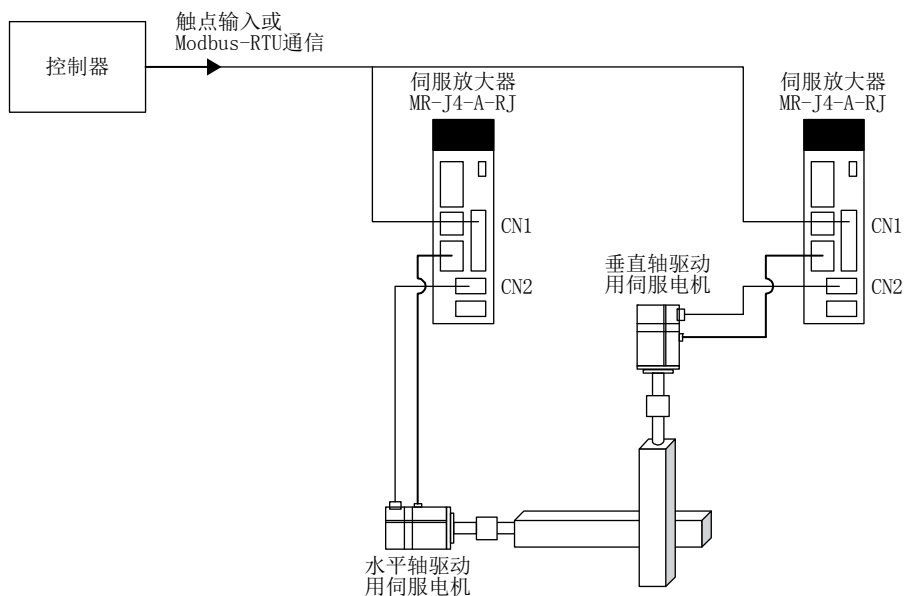 触点输入或
Modbus-RTU通信
控制器
伺服放大器
MR-J4-A-RJ
伺服放大器
MR-J4-A-RJ
CN1
CN1
垂直轴驱动
用伺服电机
CN2
CN2
水平轴驱动
用伺服电机